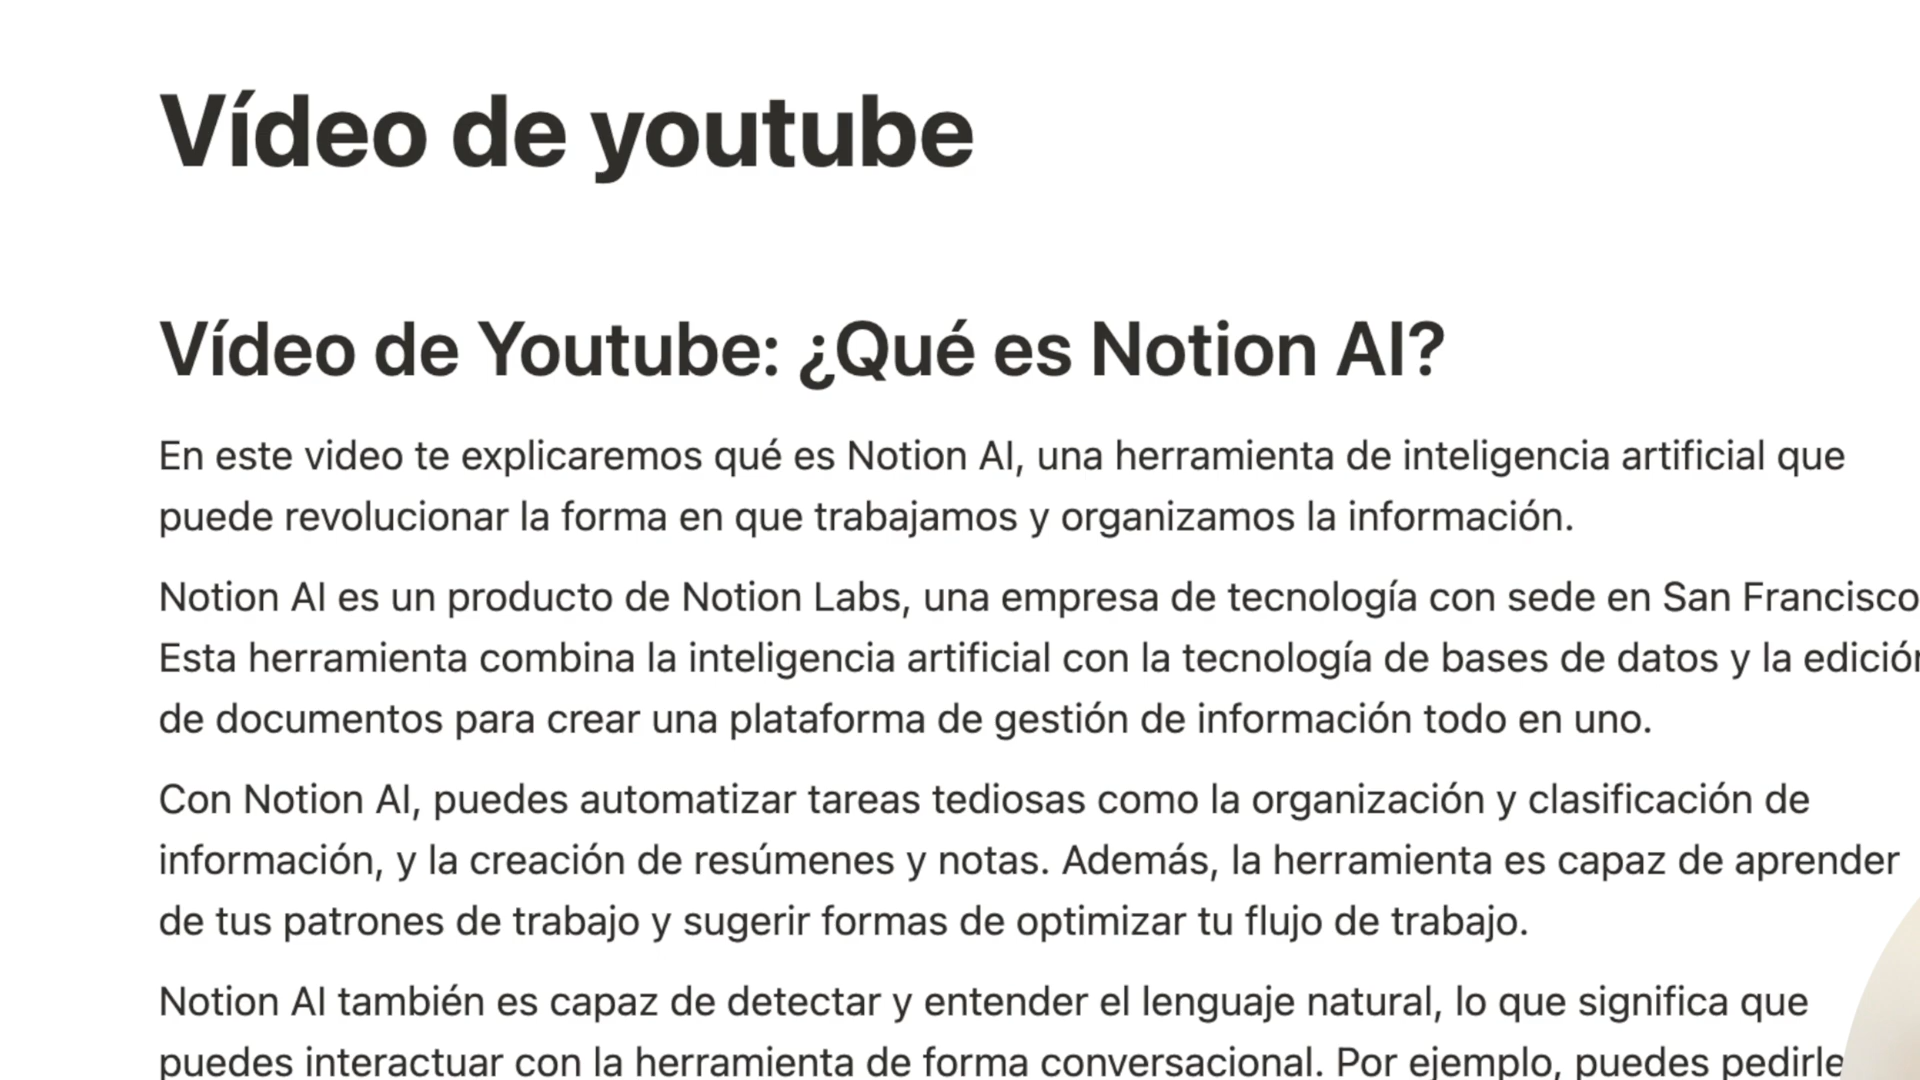 Vídeo de youtube
Vídeo de Youtube: ¿Qué es Notion AI?
En este video te explicaremos qué es Notion AI, una herramienta de inteligencia artificial que
puede revolucionar la forma en que trabajamos y organizamos la información.
Notion AI es un producto de Notion Labs, una empresa de tecnología con sede en San Francisco
Esta herramienta combina la inteligencia artificial con la tecnología de bases de datos y la edición
de documentos para crear una plataforma de gestión de información todo en uno.
Con Notion AI, puedes automatizar tareas tediosas como la organización y clasificación de
información, y la creación de resúmenes y notas. Además, la herramienta es capaz de aprender
de tus patrones de trabajo y sugerir formas de optimizar tu flujo de trabajo.
Notion AI también es capaz de detectar y entender el lenguaje natural, lo que significa que
puedes interactuar con la herramienta de forma conversacional. Por ejemplo, puedes pedirle